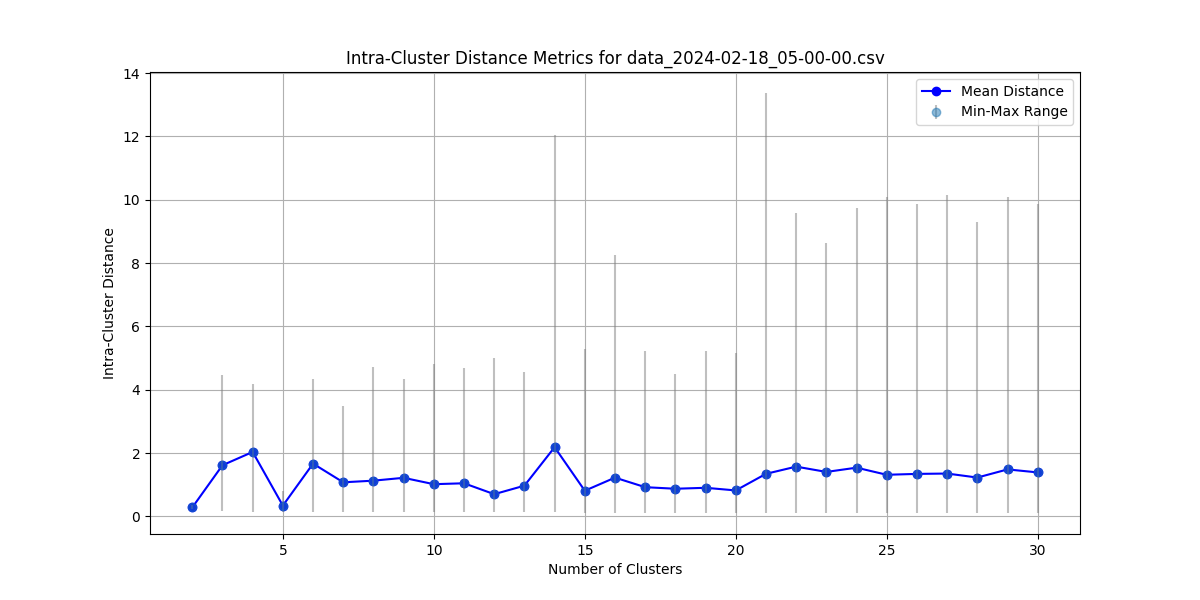 Intra-Cluster Distance Metrics for data_2024-02-18_05-00-00.csv
14
12
10
8
6
4
2
0
Intra-Cluster Distance
Mean Distance
Min-Max Range
5
10
15
20
25
30
Number of Clusters